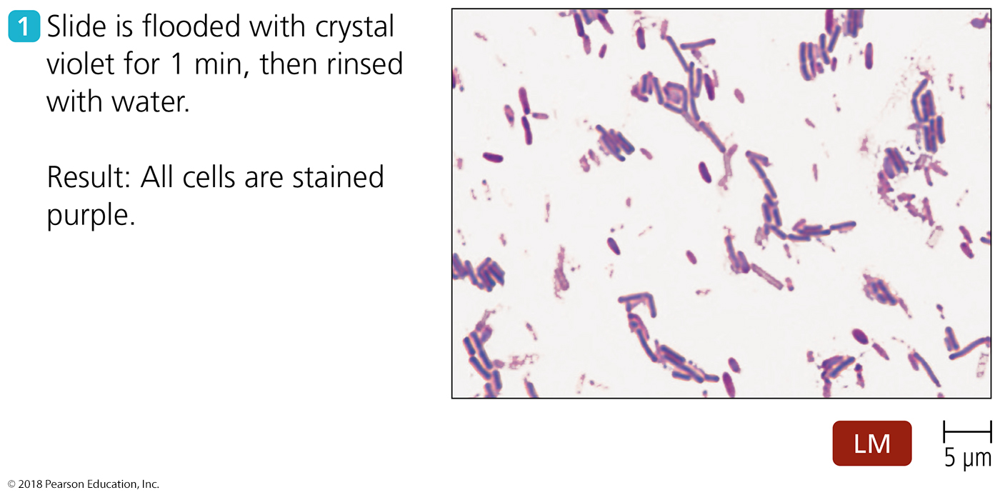 1 Slide is flooded with crystal
violet for 1 min, then rinsed
with water.
Result: All cells are stained
purple.
LM
5 µm
© 2018 Pearson Education, Inc.